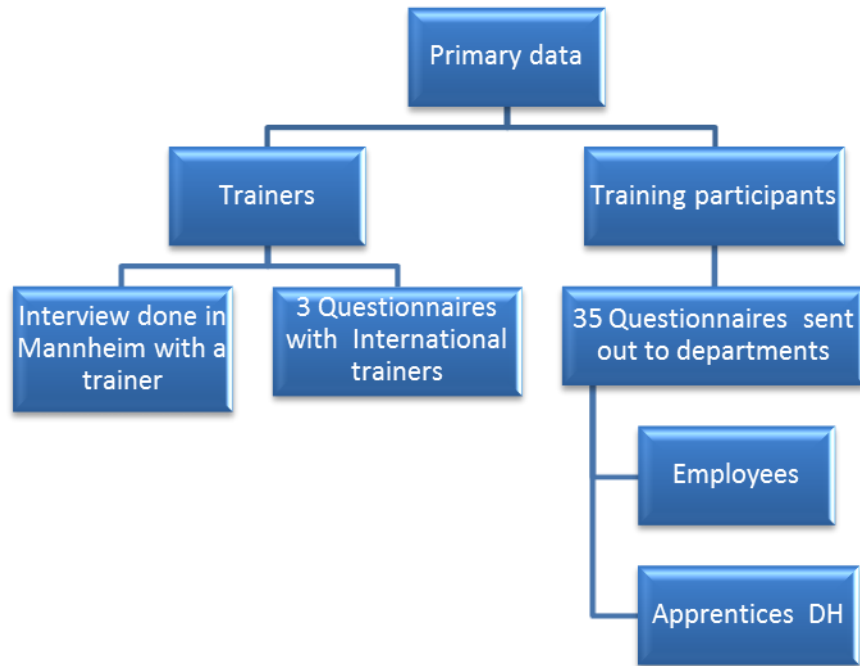 Primary data
Trainers
Training participants
Interview done in
Mannheim with a
trainer
3 Questionnaires
with International
trainers
35 Questionnaires sent
out to departments
Employees
Apprentices DH